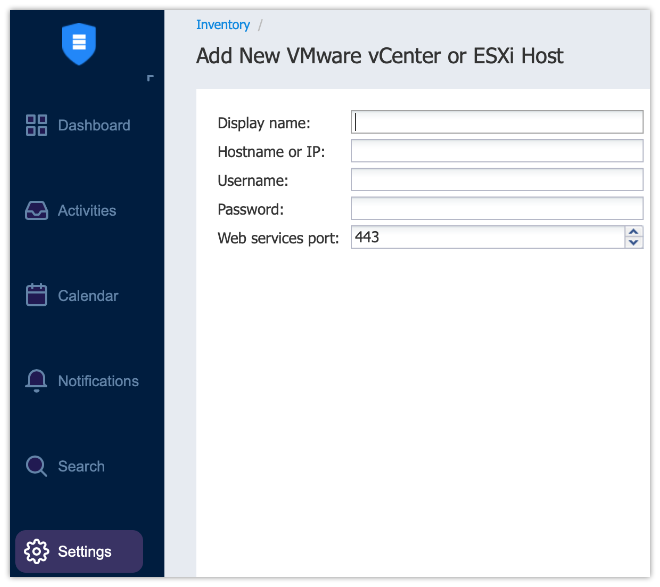 Inventory /
Add New VMware vCenter or ESXi Host
Dashboard
Activities
Calendar
Notifications
Search
Settings
Display name:
Hostname or IP:
Username:
Password:
Web services port: 443